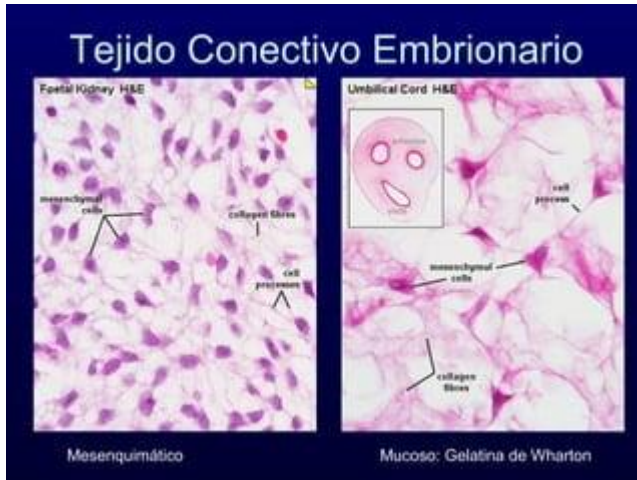 Tejido Conectivo Embrionario
Foetal Kidney H&E
mesenchymal
cells
collagen fibres
cell
processes
Umbilical Cord H&E
cell
process
mesenchymal
cells
collagen
fibres
Mesenquimático
Mucoso: Gelatina de Wharton